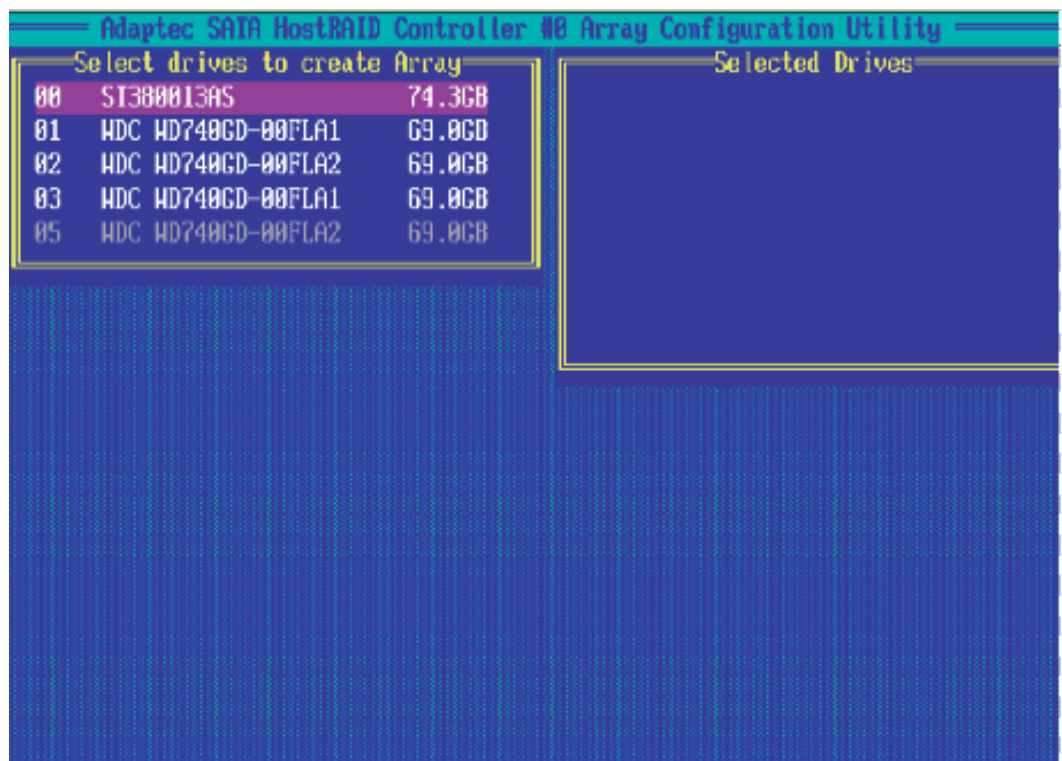 Adaptec SATA HostRAID Controller #0 Array Configuration Utility
Select drives to create Array
00 ST380013AS 74.3GB
01 WDC WD740GD-00FLA1 69.0GB
02 WDC WD740GD-00FLA2 69.0GB
03 WDC WD740GD-00FLA1 69.0GB
05 WDC WD740GD-00FLA2 69.0GB
Selected Drives